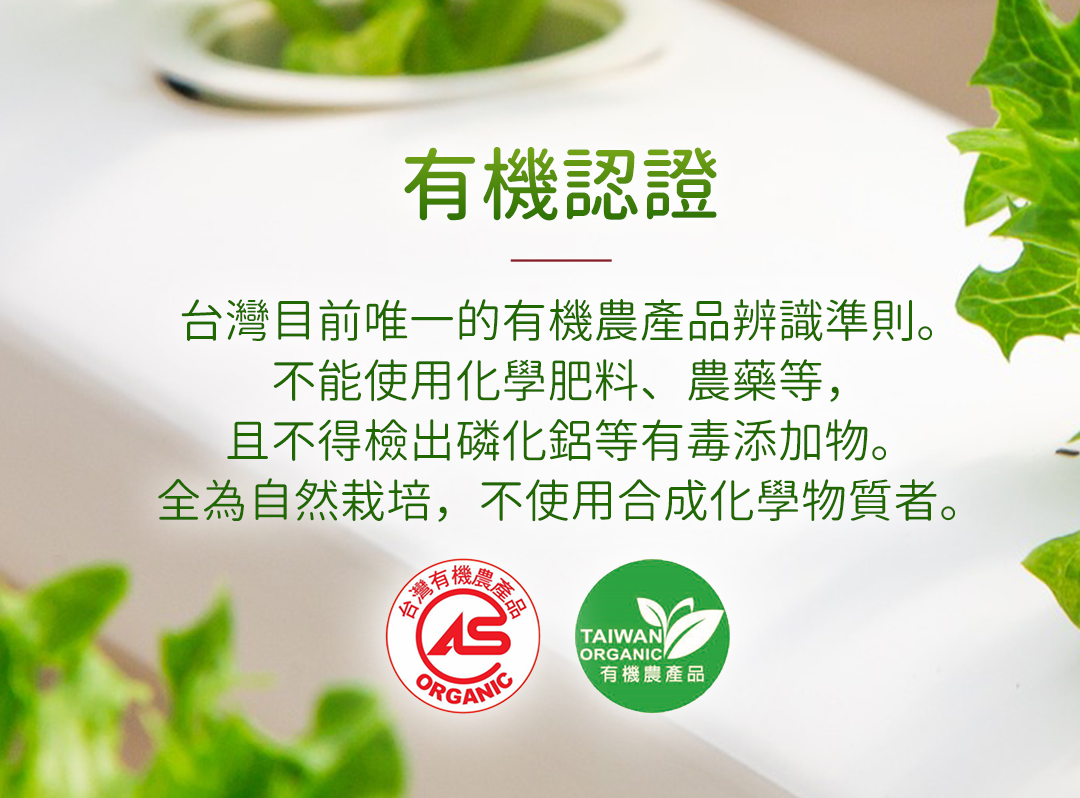 有機認證
台灣目前唯一的有機農產品辨識準則。
不能使用化學肥料、農藥等，
且不得檢出磷化鋁等有毒添加物。
全為自然栽培，不使用合成化學物質者。
台灣有機農產品
AS
ORGANIC
TAIWAN
ORGANIC
有機農產品